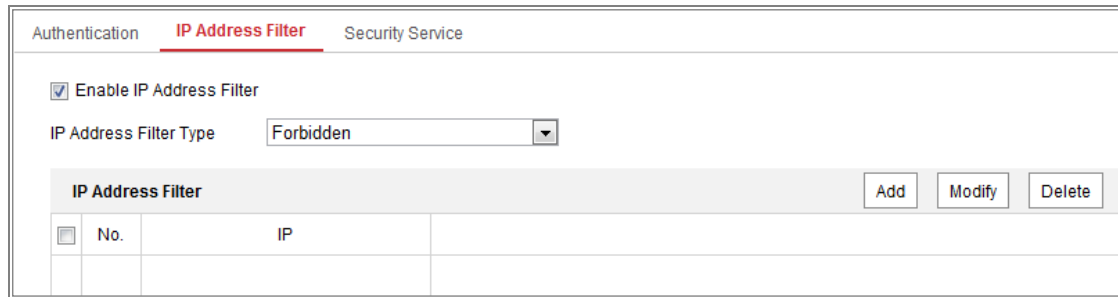 Authentication IP Address Filter Security Service
Enable IP Address Filter
IP Address Filter Type Forbidden
IP Address Filter Add Modify Delete
No. IP